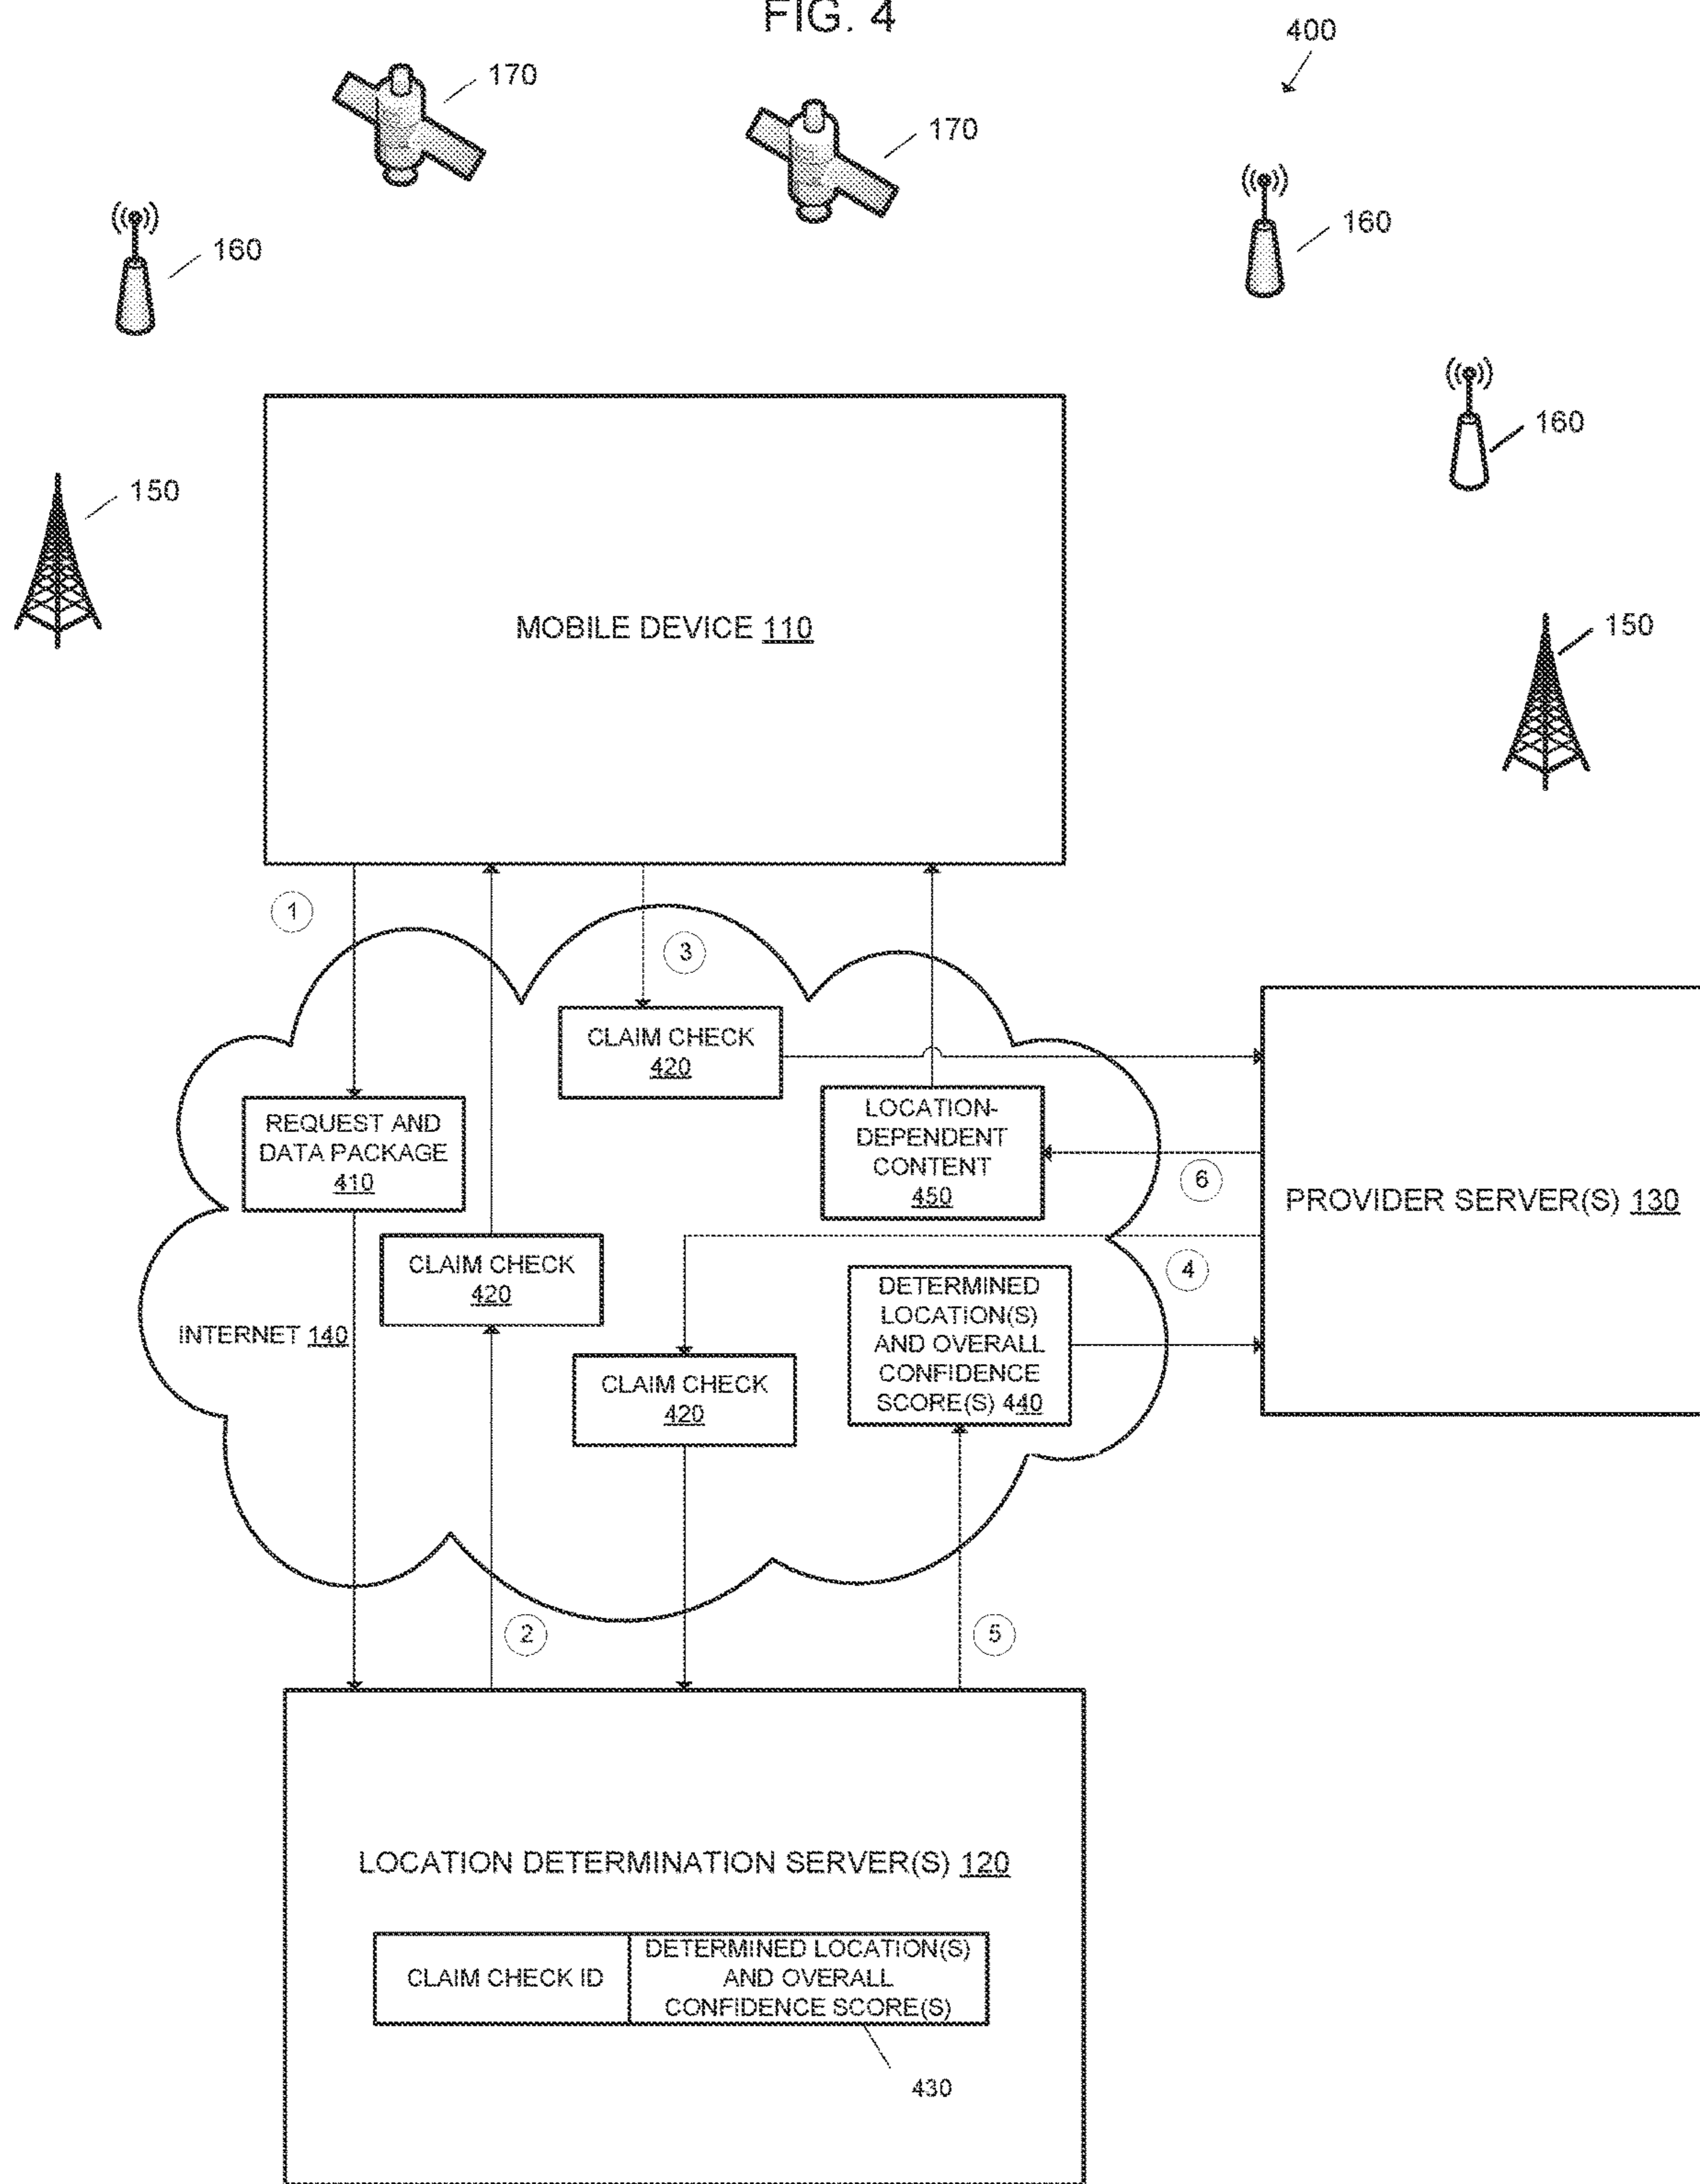 FIG. 4
400
170
170
160
160
160
150
150
MOBILE DEVICE 110
1
3
CLAIM CHECK
420
REQUEST AND
DATA PACKAGE
410
LOCATION-
DEPENDENT
CONTENT
450
6
PROVIDER SERVER(S) 130
CLAIM CHECK
420
4
INTERNET 140
DETERMINED
LOCATION(S)
AND OVERALL
CONFIDENCE
SCORE(S) 440
CLAIM CHECK
420
2
5
LOCATION DETERMINATION SERVER(S) 120
CLAIM CHECK ID
DETERMINED LOCATION(S)
AND OVERALL
CONFIDENCE SCORE(S)
430